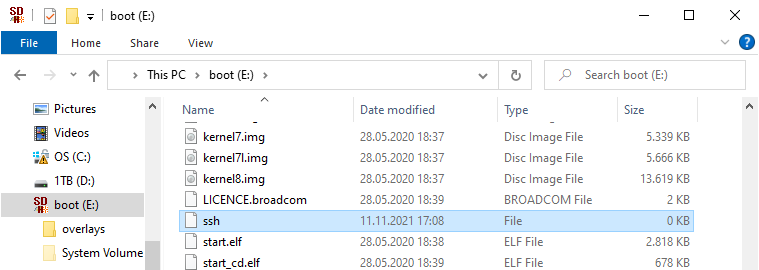 SD
boot (E:)
File Home Share View
This PC boot (E:) Search boot (E:)
Name Date modified Type Size
Pictures
Videos
OS (C:)
1TB (D:)
SD boot (E:)
overlays
System Volume
kernel7.img 28.05.2020 18:37 Disc Image File 5.339 KB
kernel7l.img 28.05.2020 18:37 Disc Image File 5.666 KB
kernel8.img 28.05.2020 18:37 Disc Image File 13.619 KB
LICENCE.broadcom 28.05.2020 18:39 BROADCOM File 2 KB
ssh 11.11.2021 17:08 File 0 KB
start.elf 28.05.2020 18:38 ELF File 2.818 KB
start_cd.elf 28.05.2020 18:39 ELF File 678 KB